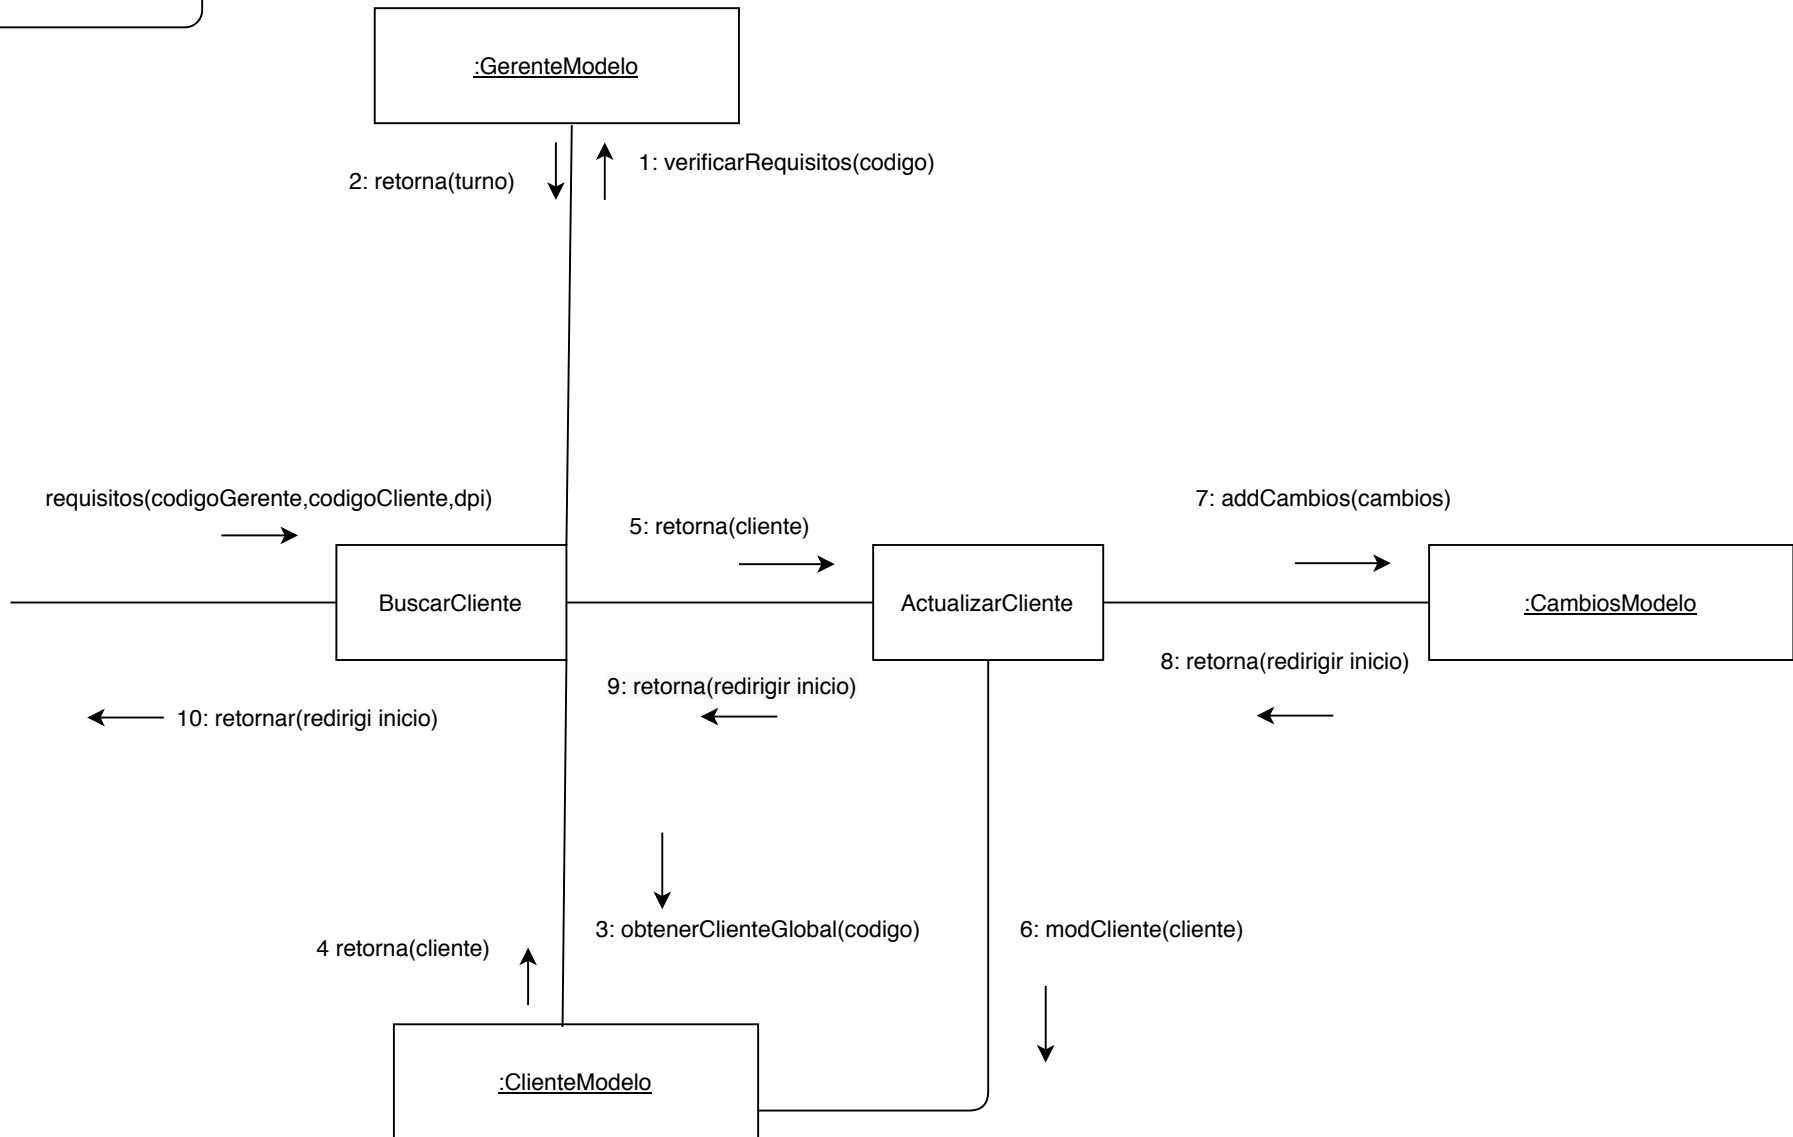 :GerenteModelo
1: verificarRequisitos(codigo)
2: retorna(turno)
requisitos(codigoGerente,codigoCliente,dpi)
7: addCambios(cambios)
5: retorna(cliente)
BuscarCliente
ActualizarCliente
:CambiosModelo
8: retorna(redirigir inicio)
9: retorna(redirigir inicio)
10: retornar(redirigi inicio)
3: obtenerClienteGlobal(codigo)
6: modCliente(cliente)
4 retorna(cliente)
:ClienteModelo